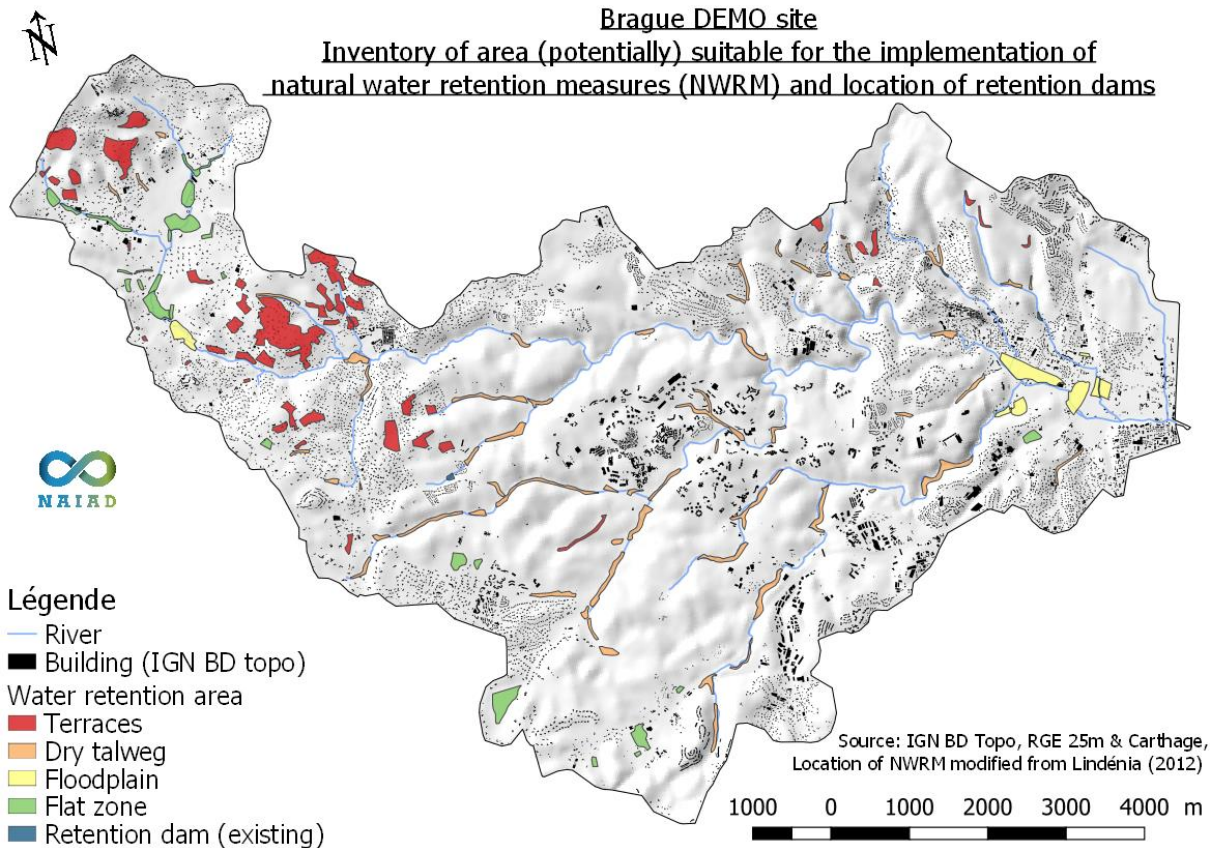 Brague DEMO site
Inventory of area (potentially) suitable for the implementation of
natural water retention measures (NWRM) and location of retention dams
N
NAIAD
Légende
River
Building (IGN BD topo)
Water retention area
Terraces
Dry talweg
Floodplain
Flat zone
Retention dam (existing)
Source: IGN BD Topo, RGE 25m & Carthage,
Location of NWRM modified from Lindénia (2012)
1000 0 1000 2000 3000 4000 m